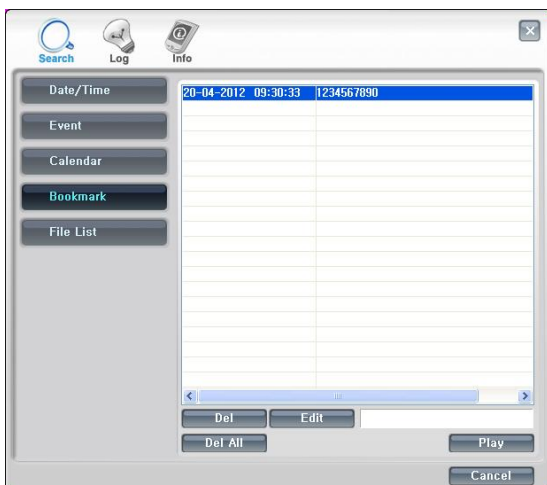 Search Log Info
Date/Time
Event
Calendar
Bookmark
File List
20-04-2012 09:30:33 1234567890
Del Edit
Del All Play
Cancel